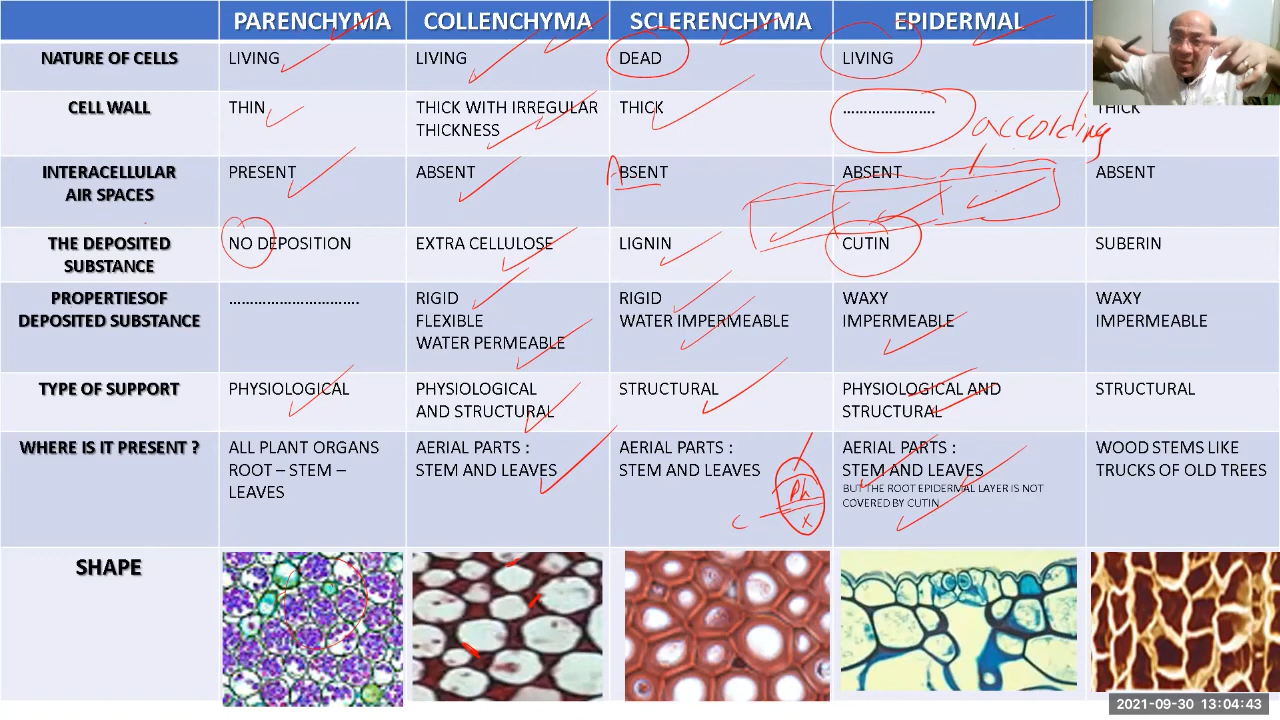 PARENCHYMA COLLENCHYMA SCLERENCHYMA EPIDERMAL
NATURE OF CELLS LIVING LIVING DEAD LIVING
CELL WALL THIN THICK WITH IRREGULAR THICK ……………………. THICK
THICKNESS
according
INTERACELLULAR PRESENT ABSENT ABSENT ABSENT ABSENT
AIR SPACES
THE DEPOSITED NO DEPOSITION EXTRA CELLULOSE LIGNIN CUTIN SUBERIN
SUBSTANCE
PROPERTIESOF ……………………………. RIGID RIGID WAXY WAXY
DEPOSITED SUBSTANCE FLEXIBLE WATER IMPERMEABLE IMPERMEABLE IMPERMEABLE
WATER PERMEABLE
TYPE OF SUPPORT PHYSIOLOGICAL PHYSIOLOGICAL STRUCTURAL PHYSIOLOGICAL AND STRUCTURAL
AND STRUCTURAL STRUCTURAL
WHERE IS IT PRESENT ? ALL PLANT ORGANS AERIAL PARTS : AERIAL PARTS : AERIAL PARTS : WOOD STEMS LIKE
ROOT – STEM – STEM AND LEAVES STEM AND LEAVES STEM AND LEAVES TRUCKS OF OLD TREES
LEAVES BUT THE ROOT EPIDERMAL LAYER IS NOT
COVERED BY CUTIN
Ph
C X
SHAPE
2021-09-30 13:04:43